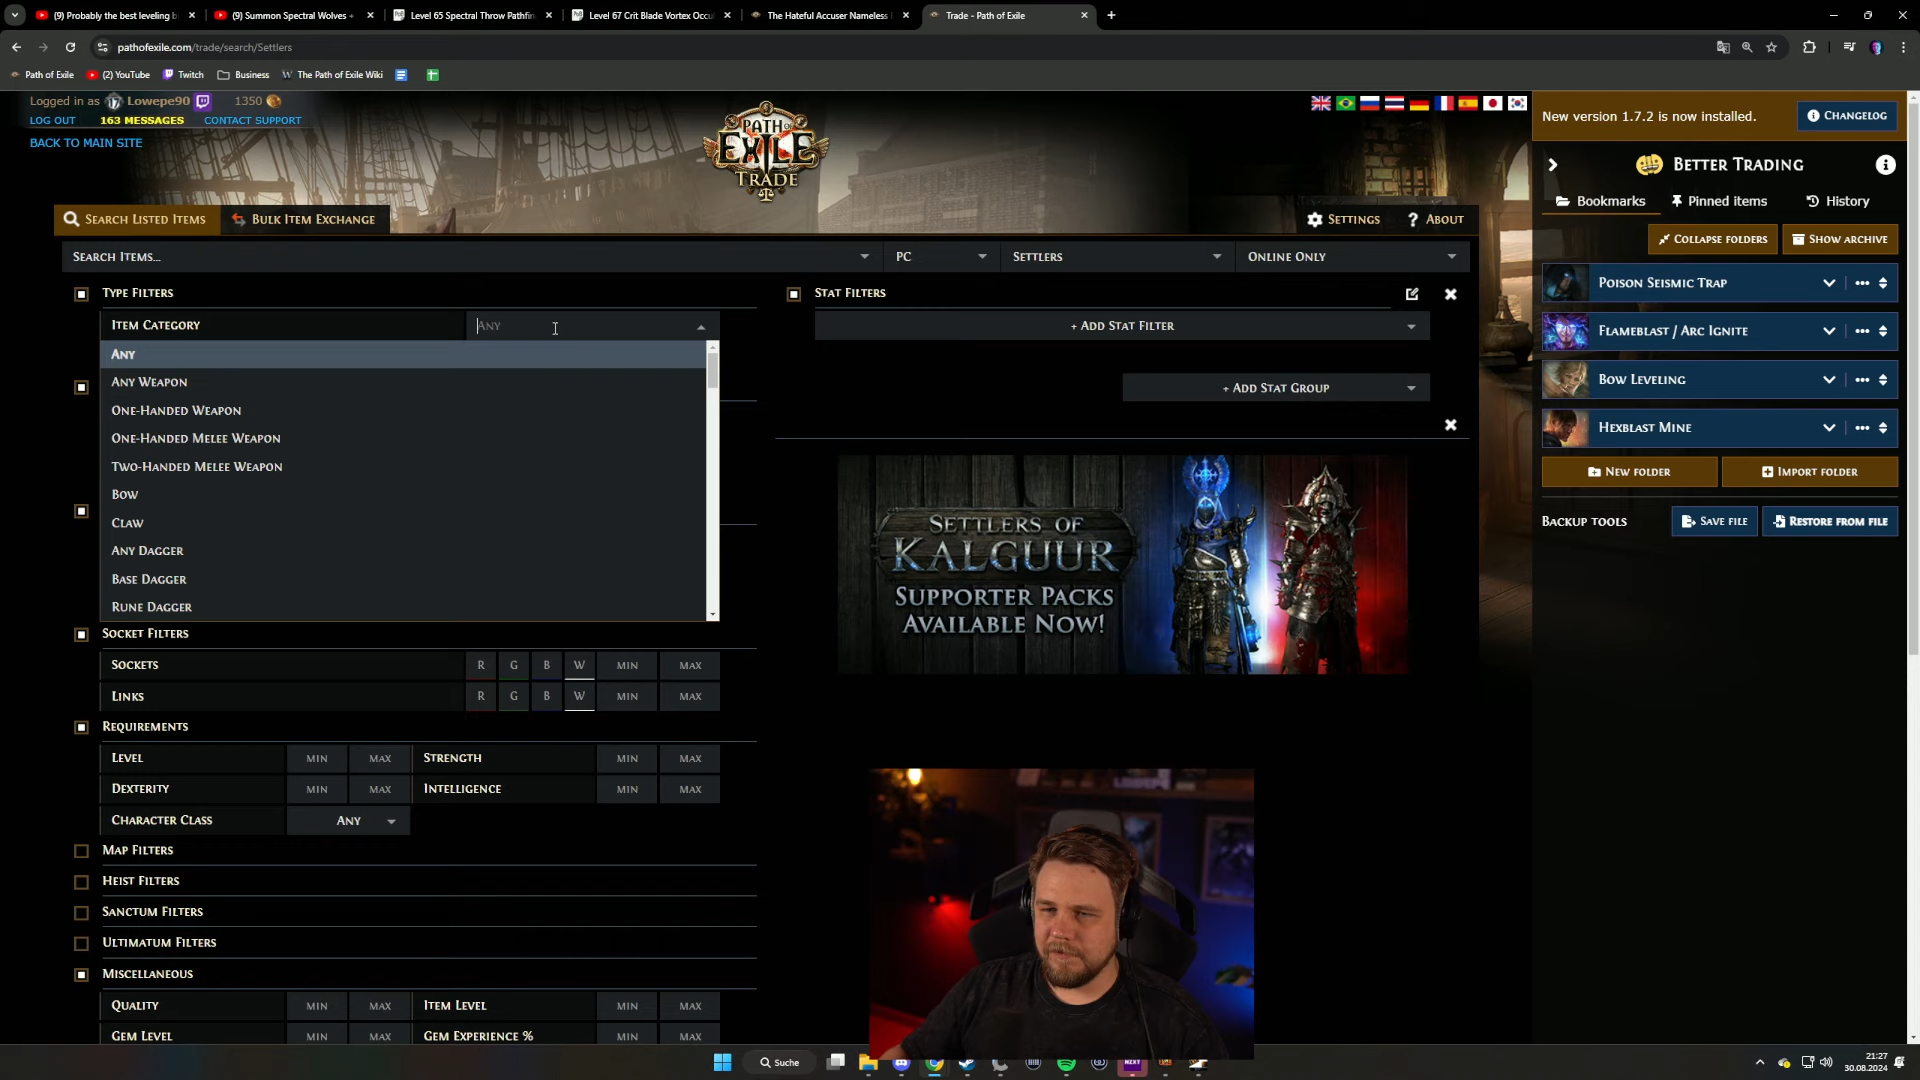 (9) Probably the best leveling b
(9) Summon Spectral Wolves +
Level 65 Spectral Throw Pathfin
Level 67 Crit Blade Vortex Occul
The Hateful Accuser Nameless
Trade - Path of Exile
pathofexile.com/trade/search/Settlers
Path of Exile
(2) YouTube
Twitch
Business
The Path of Exile Wiki
Logged in as Lowepe90 1350
LOG OUT 163 MESSAGES CONTACT SUPPORT
BACK TO MAIN SITE
PATH OF EXILE TRADE
New version 1.7.2 is now installed. Changelog
BETTER TRADING
Bookmarks Pinned items History
COLLAPSE FOLDERS SHOW ARCHIVE
SEARCH LISTED ITEMS BULK ITEM EXCHANGE SETTINGS ? ABOUT
SEARCH ITEMS... PC SETTLERS ONLINE ONLY
TYPE FILTERS
ITEM CATEGORY ANY
ANY
ANY WEAPON
ONE-HANDED WEAPON
ONE-HANDED MELEE WEAPON
TWO-HANDED MELEE WEAPON
BOW
CLAW
ANY DAGGER
BASE DAGGER
RUNE DAGGER
STAT FILTERS
+ ADD STAT FILTER
+ ADD STAT GROUP
SETTLERS OF
KALGUUR
SUPPORTER PACKS
AVAILABLE NOW!
POISON SEISMIC TRAP
FLAMEBLAST / ARC IGNITE
BOW LEVELING
HEXBLAST MINE
NEW FOLDER IMPORT FOLDER
BACKUP TOOLS SAVE FILE RESTORE FROM FILE
SOCKET FILTERS
SOCKETS R G B W MIN MAX
LINKS R G B W MIN MAX
REQUIREMENTS
LEVEL MIN MAX STRENGTH MIN MAX
DEXTERITY MIN MAX INTELLIGENCE MIN MAX
CHARACTER CLASS ANY
MAP FILTERS
HEIST FILTERS
SANCTUM FILTERS
ULTIMATUM FILTERS
MISCELLANEOUS
QUALITY MIN MAX ITEM LEVEL MIN MAX
GEM LEVEL MIN MAX GEM EXPERIENCE % MIN MAX
Suche
NZXT
21:27
30.08.2024